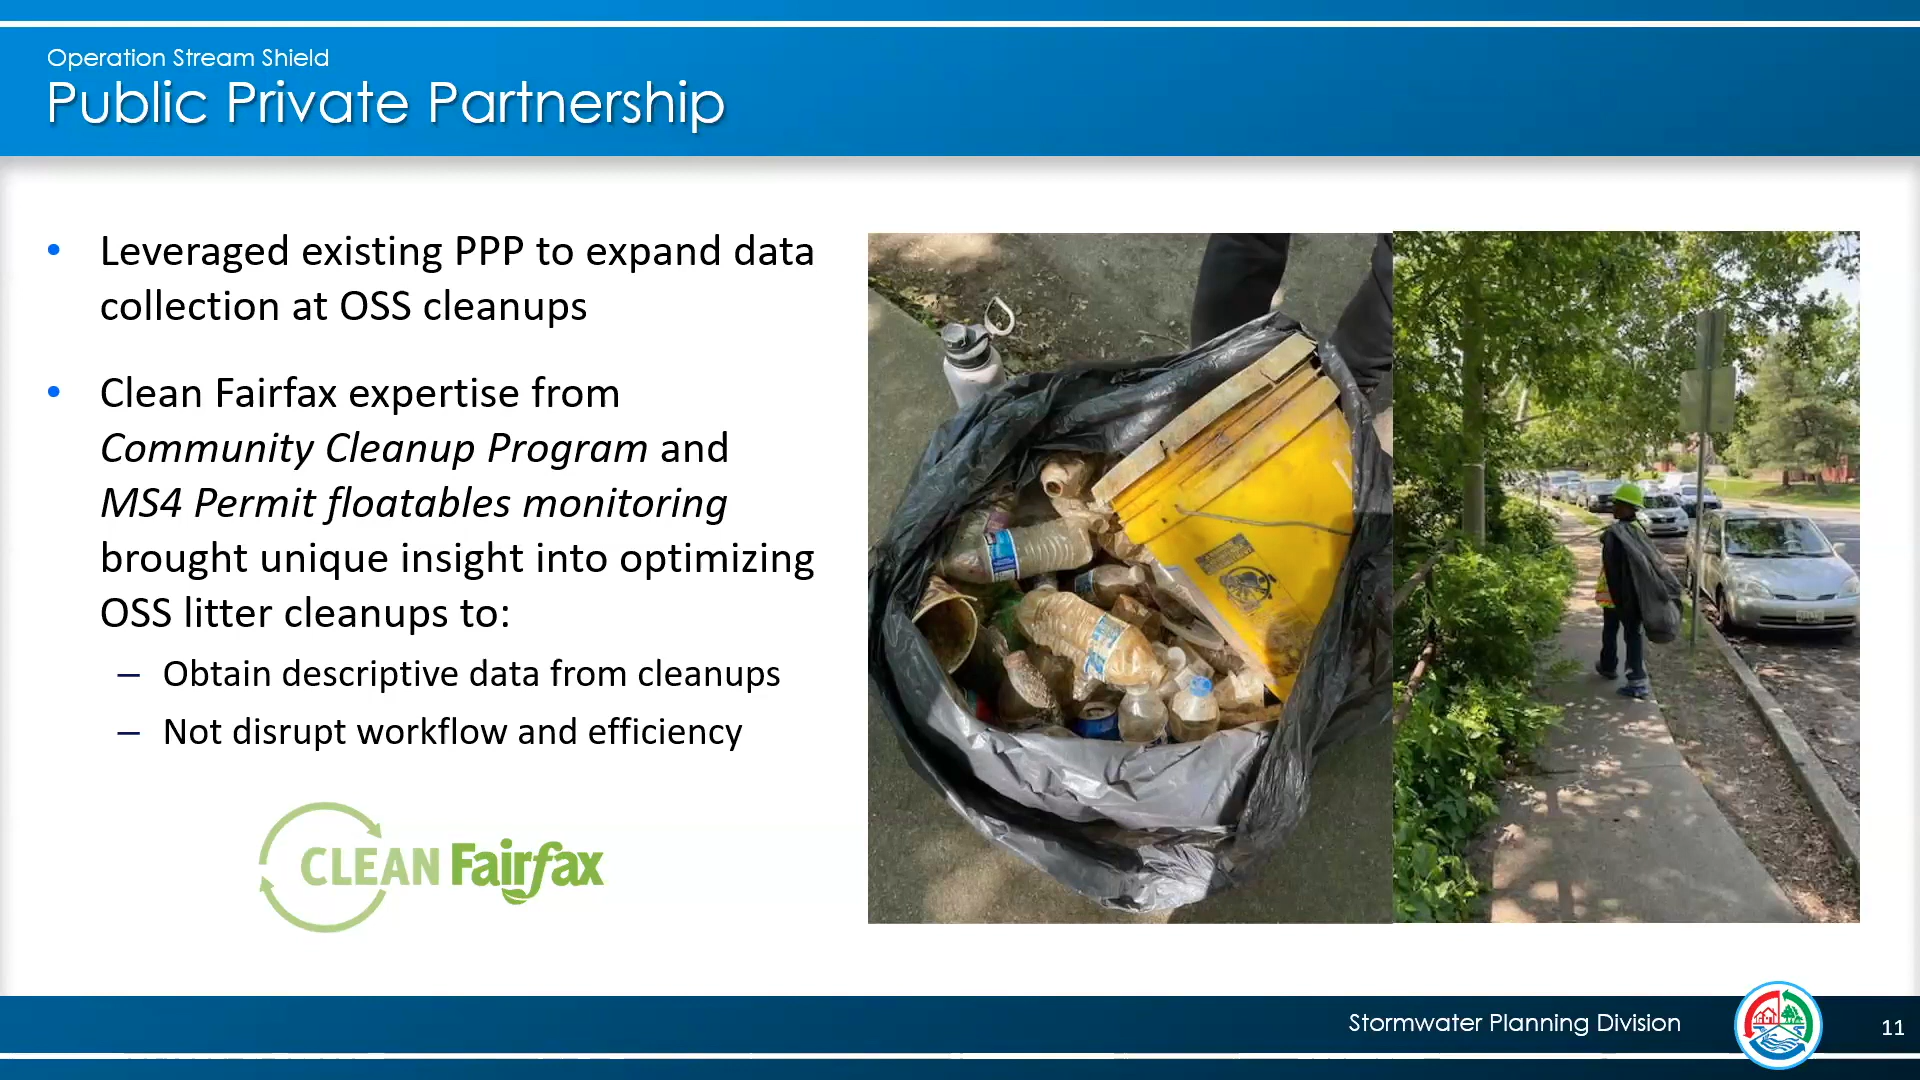 Operation Stream Shield
Public Private Partnership
• Leveraged existing PPP to expand data
collection at OSS cleanups
• Clean Fairfax expertise from
Community Cleanup Program and
MS4 Permit floatables monitoring
brought unique insight into optimizing
OSS litter cleanups to:
– Obtain descriptive data from cleanups
– Not disrupt workflow and efficiency
CLEAN Fairfax
Stormwater Planning Division
11